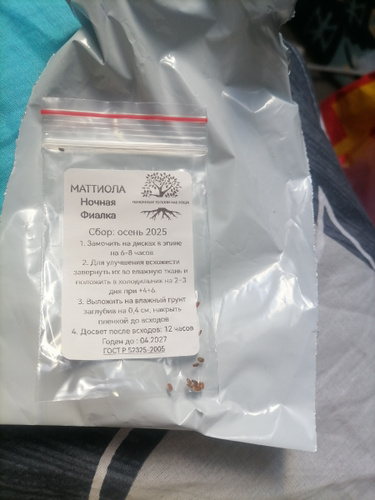 МАТТИОЛА
Ночная
Фиалка
Сбор: осень 2025
1. Замочить на дисках в эпине
на 6-8 часов
2. Для улучшения всхожести
завернуть их во влажную ткань и
положить в холодильник на 2-3
дня при +4+6.
3. Выложить на влажный грунт
заглубив на 0,4 см, накрыть
пленкой до всходов
4. Досвет после всходов: 12 часов
Годен до : 04.2027
ГОСТ Р 52325-2005